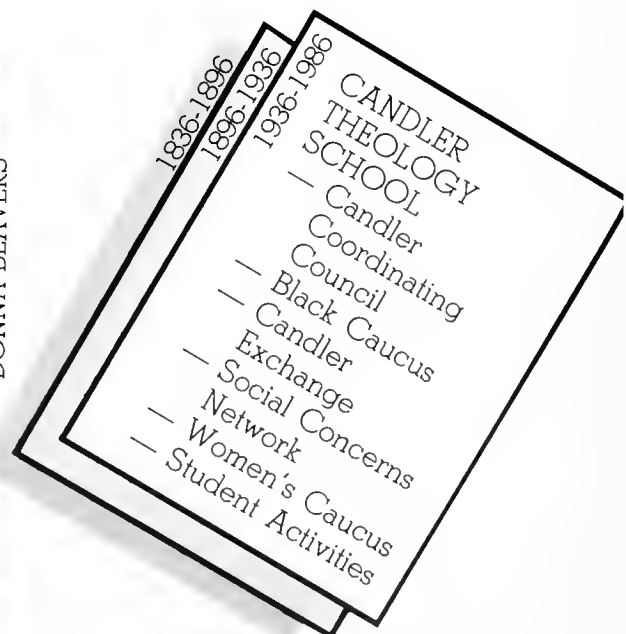 1836-1896
1896-1936
1936-1986
CANDLER
THEOLOGY
SCHOOL
— Candler
Coordinating
Council
— Black Caucus
— Candler
Exchange
— Social Concerns
Network
— Women's Caucus
— Student Activities
DONNA BEAVERS